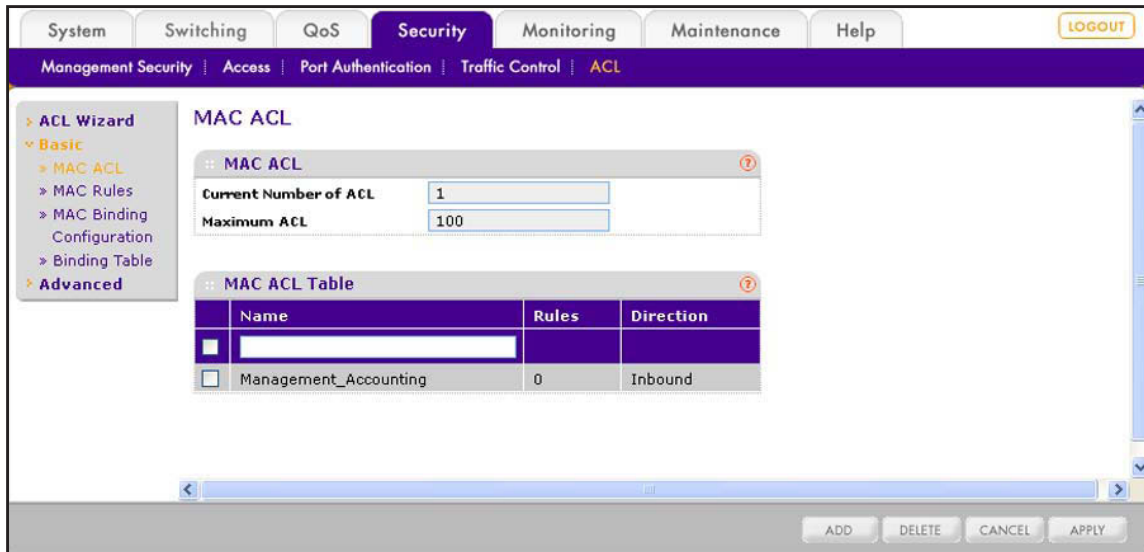 System Switching QoS Security Monitoring Maintenance Help LOGOUT
Management Security | Access | Port Authentication | Traffic Control | ACL
ACL Wizard
Basic
» MAC ACL
» MAC Rules
» MAC Binding
Configuration
» Binding Table
Advanced
MAC ACL
MAC ACL
Current Number of ACL 1
Maximum ACL 100
MAC ACL Table
Name Rules Direction
Management_Accounting 0 Inbound
ADD DELETE CANCEL APPLY